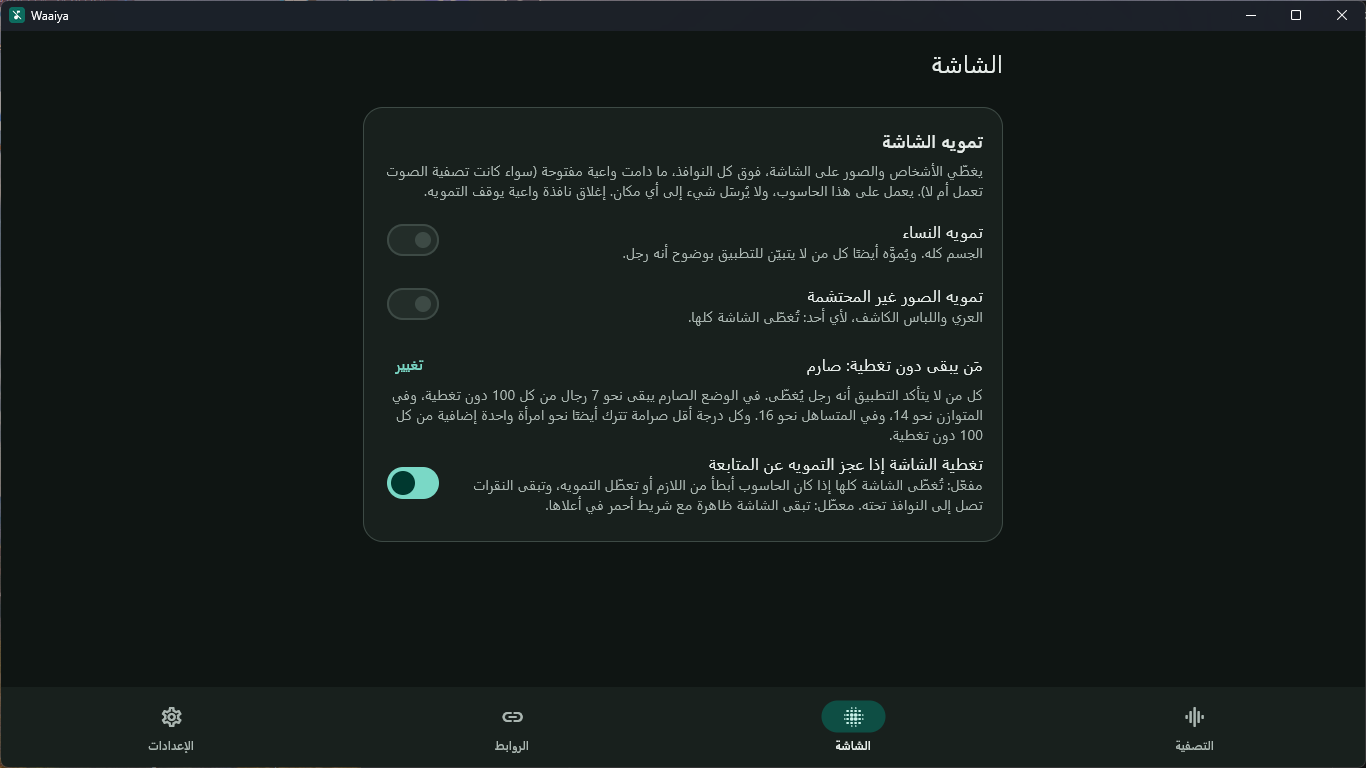 Waaiya
الشاشة
تمويه الشاشة
يغطّي الأشخاص والصور على الشاشة، فوق كل النوافذ، ما دامت واعية مفتوحة (سواء كانت تصفية الصوت
تعمل أم لا). يعمل على هذا الحاسوب، ولا يُرسَل شيء إلى أي مكان. إغلاق نافذة واعية يوقف التمويه.
تمويه النساء
الجسم كله. ويُموَّه أيضًا كل من لا يتبيّن للتطبيق بوضوح أنه رجل.
تمويه الصور غير المحتشمة
العري واللباس الكاشف، لأي أحد: تُغطّى الشاشة كلها.
مَن يبقى دون تغطية: صارم
تغيير
كل من لا يتأكد التطبيق أنه رجل يُغطّى. في الوضع الصارم يبقى نحو 7 رجال من كل 100 دون تغطية، وفي
المتوازن نحو 14، وفي المتساهل نحو 16. وكل درجة أقل صرامة تترك أيضًا نحو امرأة واحدة إضافية من كل
100 دون تغطية.
تغطية الشاشة إذا عجز التمويه عن المتابعة
مفعّل: تُغطّى الشاشة كلها إذا كان الحاسوب أبطأ من اللازم أو تعطّل التمويه، وتبقى النقرات
تصل إلى النوافذ تحته. معطّل: تبقى الشاشة ظاهرة مع شريط أحمر في أعلاها.
التصفية
الشاشة
الروابط
الإعدادات